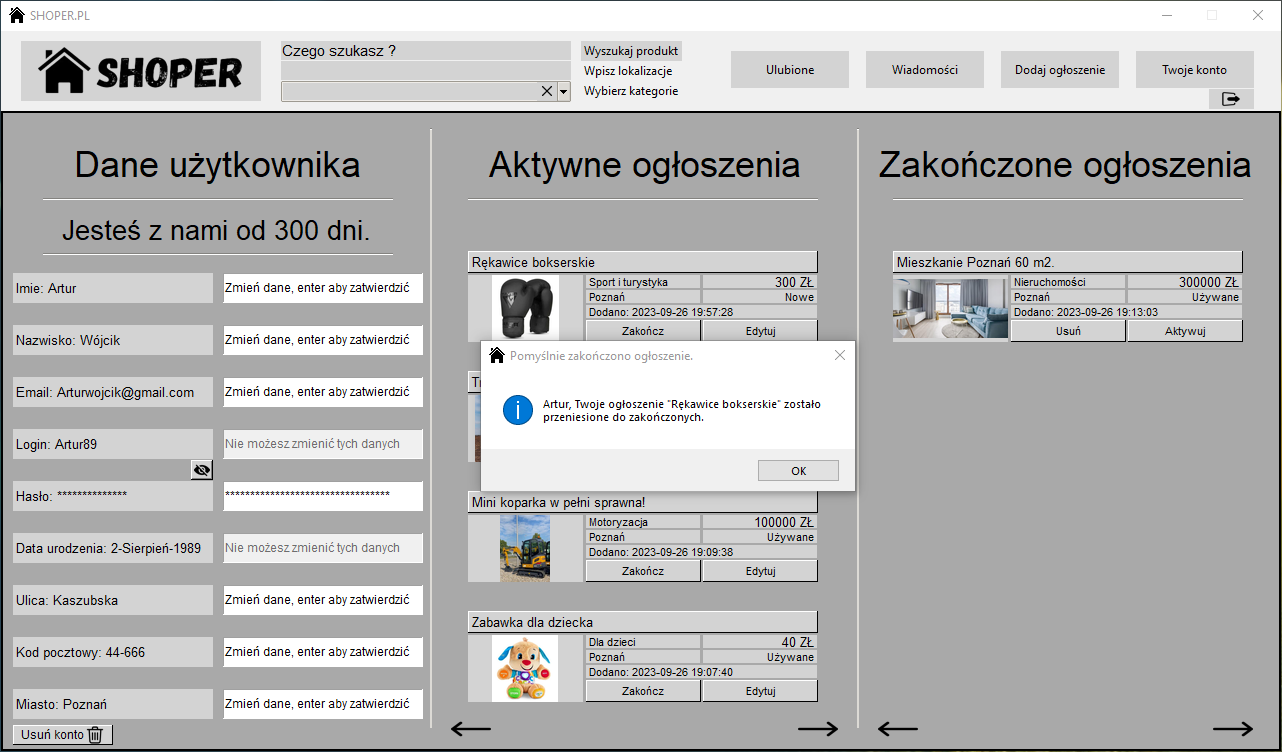 SHOPER.PL
SHOPER
Czego szukasz ?
Wyszukaj produkt
Wpisz lokalizacje
Wybierz kategorie
Ulubione
Wiadomości
Dodaj ogłoszenie
Twoje konto
Dane użytkownika
Jesteś z nami od 300 dni.
Imie: Artur
Zmień dane, enter aby zatwierdzić
Nazwisko: Wójcik
Zmień dane, enter aby zatwierdzić
Email: Arturwojcik@gmail.com
Zmień dane, enter aby zatwierdzić
Login: Artur89
Nie możesz zmienić tych danych
Hasło: **************
*********************************
Data urodzenia: 2-Sierpień-1989
Nie możesz zmienić tych danych
Ulica: Kaszubska
Zmień dane, enter aby zatwierdzić
Kod pocztowy: 44-666
Zmień dane, enter aby zatwierdzić
Miasto: Poznań
Zmień dane, enter aby zatwierdzić
Usuń konto
Aktywne ogłoszenia
Rękawice bokserskie
Sport i turystyka
300 ZŁ
Poznań
Nowe
Dodano: 2023-09-26 19:57:28
Zakończ
Edytuj
Pomyślnie zakończono ogłoszenie.
Artur, Twoje ogłoszenie "Rękawice bokserskie" zostało
przeniesione do zakończonych.
OK
Mini koparka w pełni sprawna!
Motoryzacja
100000 ZŁ
Poznań
Używane
Dodano: 2023-09-26 19:09:38
Zakończ
Edytuj
Zabawka dla dziecka
Dla dzieci
40 ZŁ
Poznań
Używane
Dodano: 2023-09-26 19:07:40
Zakończ
Edytuj
Zakończone ogłoszenia
Mieszkanie Poznań 60 m2.
Nieruchomości
300000 ZŁ
Poznań
Używane
Dodano: 2023-09-26 19:13:03
Usuń
Aktywuj